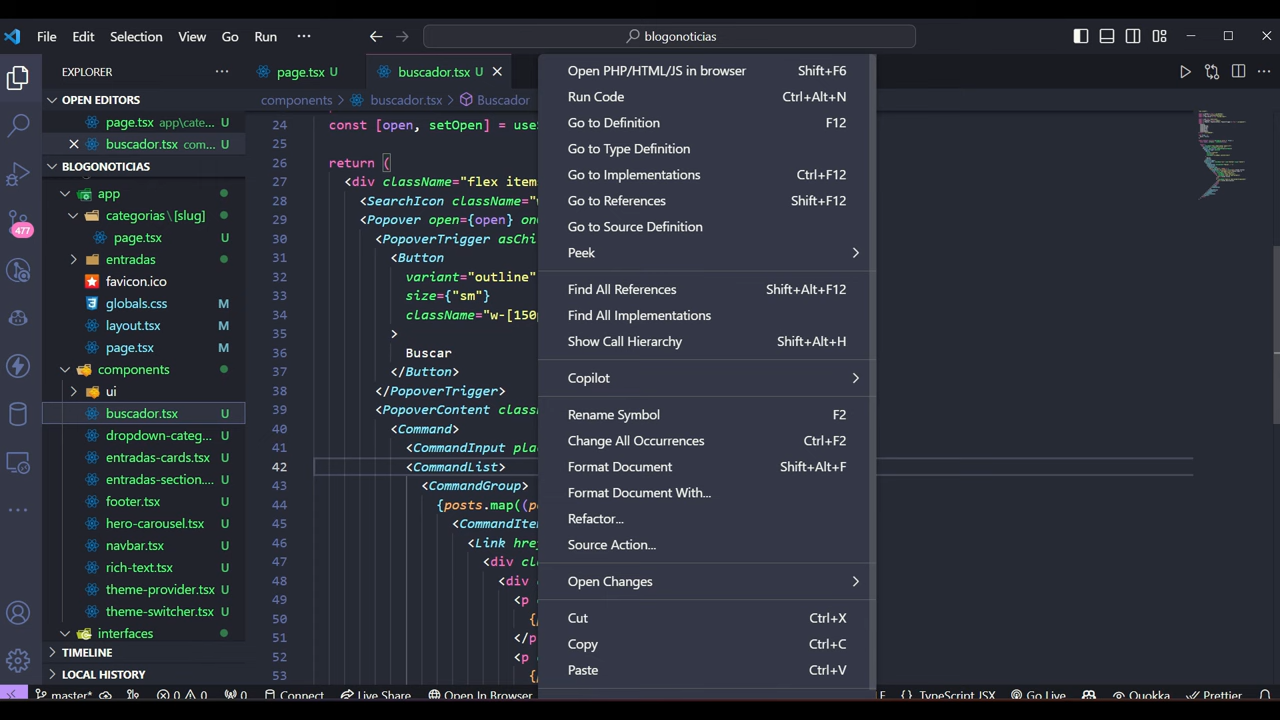 File Edit Selection View Go Run ··· blogonoticias
EXPLORER ···
OPEN EDITORS
page.tsx app\cate...
buscador.tsx com... U
BLOGONOTICIAS
app
categorias\[slug]
page.tsx U
entradas
favicon.ico
globals.css M
layout.tsx M
page.tsx M
components
ui
buscador.tsx U
dropdown-categ... U
entradas-cards.tsx U
entradas-section.... U
footer.tsx U
hero-carousel.tsx U
navbar.tsx U
rich-text.tsx U
theme-provider.tsx U
theme-switcher.tsx U
interfaces
TIMELINE
LOCAL HISTORY
477
page.tsx U buscador.tsx U
components > buscador.tsx > Buscador
24 const [open, setOpen] = use
25
26 return (
27 <div className="flex item
28 <SearchIcon className="
29 <Popover open={open} on
30 <PopoverTrigger asChi
31 <Button
32 variant="outline"
33 size={"sm"}
34 className="w-[150
35 >
36 Buscar
37 </Button>
38 </PopoverTrigger>
39 <PopoverContent class
40 <Command>
41 <CommandInput pla
42 <CommandList>
43 <CommandGroup>
44 {posts.map((p
45 <CommandIte
46 <Link hre
47 <div cl
48 <div
49 <p
50 {
51 </p
52 <p
53 {
Open PHP/HTML/JS in browser Shift+F6
Run Code Ctrl+Alt+N
Go to Definition F12
Go to Type Definition
Go to Implementations Ctrl+F12
Go to References Shift+F12
Go to Source Definition
Peek
Find All References Shift+Alt+F12
Find All Implementations
Show Call Hierarchy Shift+Alt+H
Copilot
Rename Symbol F2
Change All Occurrences Ctrl+F2
Format Document Shift+Alt+F
Format Document With...
Refactor...
Source Action...
Open Changes
Cut Ctrl+X
Copy Ctrl+C
Paste Ctrl+V
master* 0 0 0 Connect Live Share Open In Browser F {} TypeScript JSX Go Live Quokka Prettier